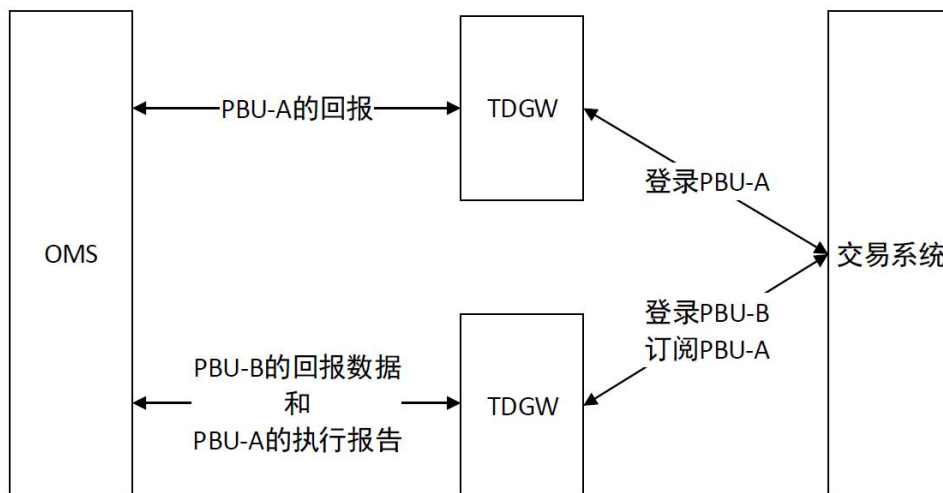 PBU-A的回报
TDGW
登录PBU-A
OMS
交易系统
登录PBU-B
订阅PBU-A
PBU-B的回报数据
和
PBU-A的执行报告
TDGW